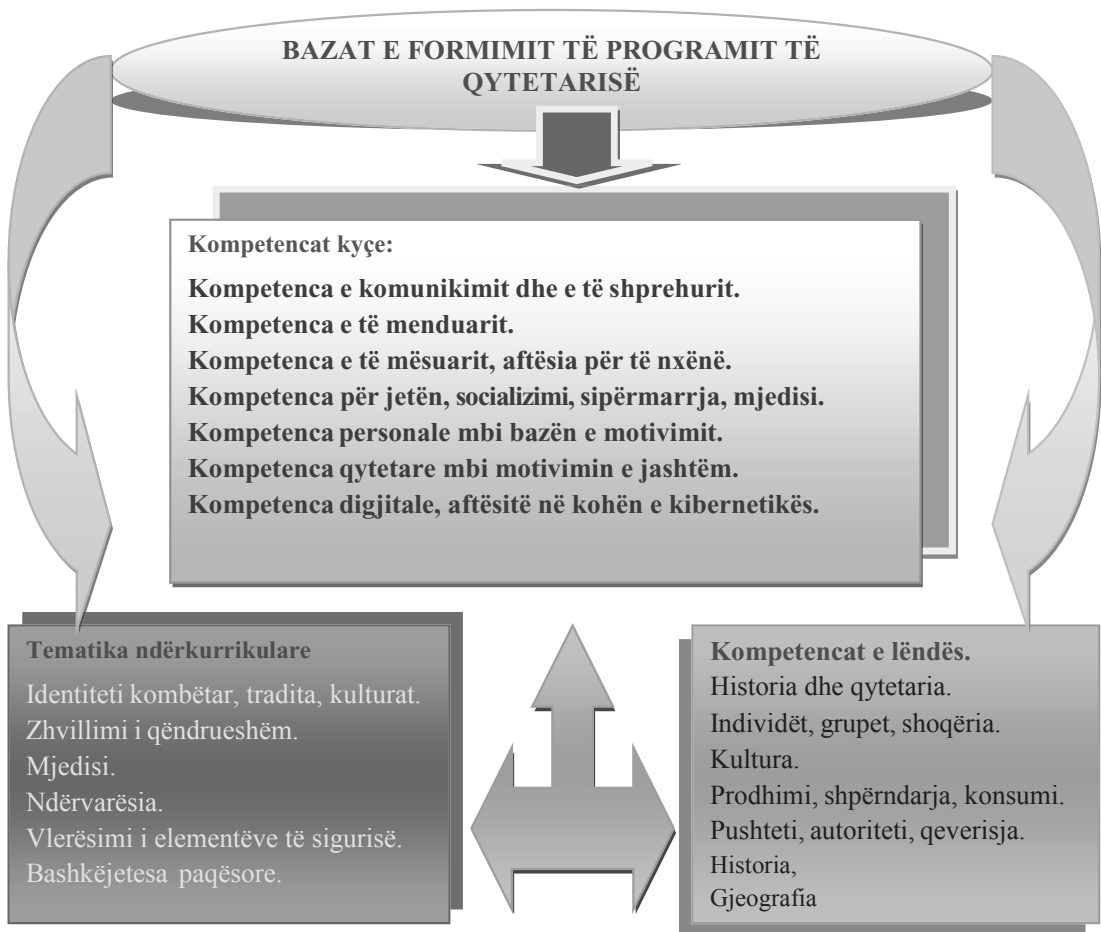 BAZAT E FORMIMIT TË PROGRAMIT TË
QYTETARISË
Kompetencat kyçe:
Kompetenca e komunikimit dhe e të shprehurit.
Kompetenca e të menduarit.
Kompetenca e të mësuarit, aftësia për të nxënë.
Kompetenca për jetën, socializimi, sipërmarrja, mjedisi.
Kompetenca personale mbi bazën e motivimit.
Kompetenca qytetare mbi motivimin e jashtëm.
Kompetenca digjitale, aftësitë në kohën e kibernetikës.
Tematika ndërkurrikulare
Identiteti kombëtar, tradita, kulturat.
Zhvillimi i qëndrueshëm.
Mjedisi.
Ndërvarësia.
Vlerësimi i elementëve të sigurisë.
Bashkëjetesa paqësore.
Kompetencat e lëndës.
Historia dhe qytetaria.
Individët, grupet, shoqëria.
Kultura.
Prodhimi, shpërndarja, konsumi.
Pushteti, autoriteti, qeverisja.
Historia,
Gjeografia